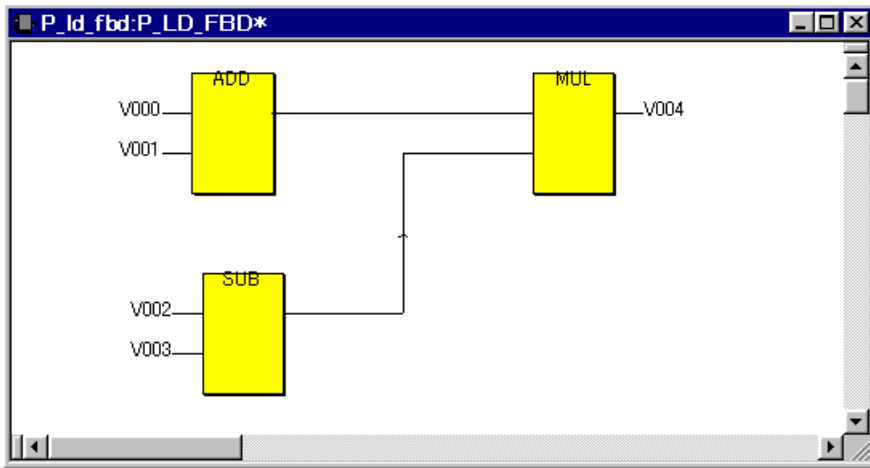 P_ld_fbd:P_LD_FBD*
ADD
MUL
V000
V004
V001
SUB
V002
V003